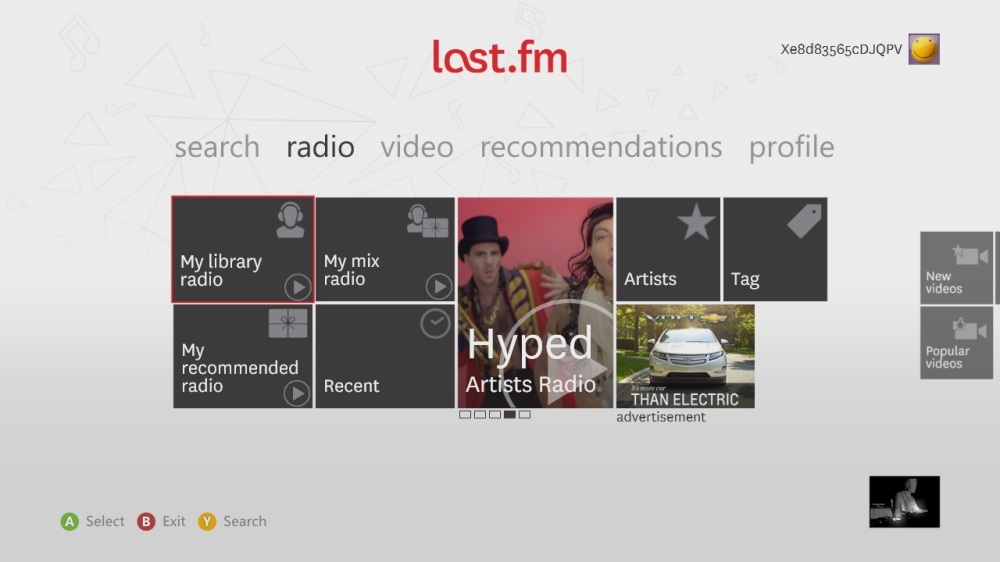 last.fm
Xe8d83565cDJQPV
search radio video recommendations profile
My library
radio
My mix
radio
Artists
Tag
New
videos
My
recommended
radio
Recent
Hyped
Artists Radio
It's more car
THAN ELECTRIC
advertisement
Popular
videos
A Select B Exit Y Search